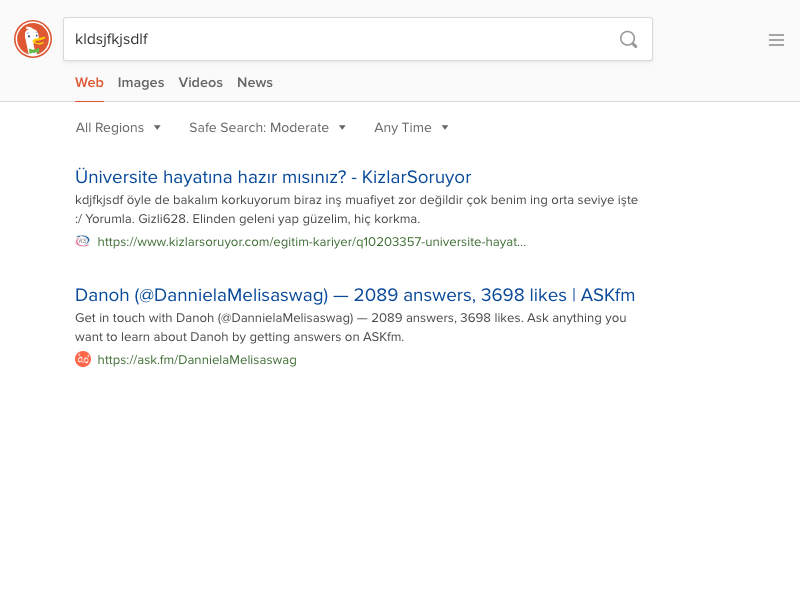 kldsjfkjsdlf
Web Images Videos News
All Regions Safe Search: Moderate Any Time
Üniversite hayatına hazır mısınız? - KizlarSoruyor
kdjfkjsdf öyle de bakalım korkuyorum biraz inş muafiyet zor değildir çok benim ing orta seviye işte
:/ Yorumla. Gizli628. Elinden geleni yap güzelim, hiç korkma.
https://www.kizlarsoruyor.com/egitim-kariyer/q10203357-universite-hayat...
Danoh (@DannielaMelisaswag) — 2089 answers, 3698 likes | ASKfm
Get in touch with Danoh (@DannielaMelisaswag) — 2089 answers, 3698 likes. Ask anything you
want to learn about Danoh by getting answers on ASKfm.
https://ask.fm/DannielaMelisaswag